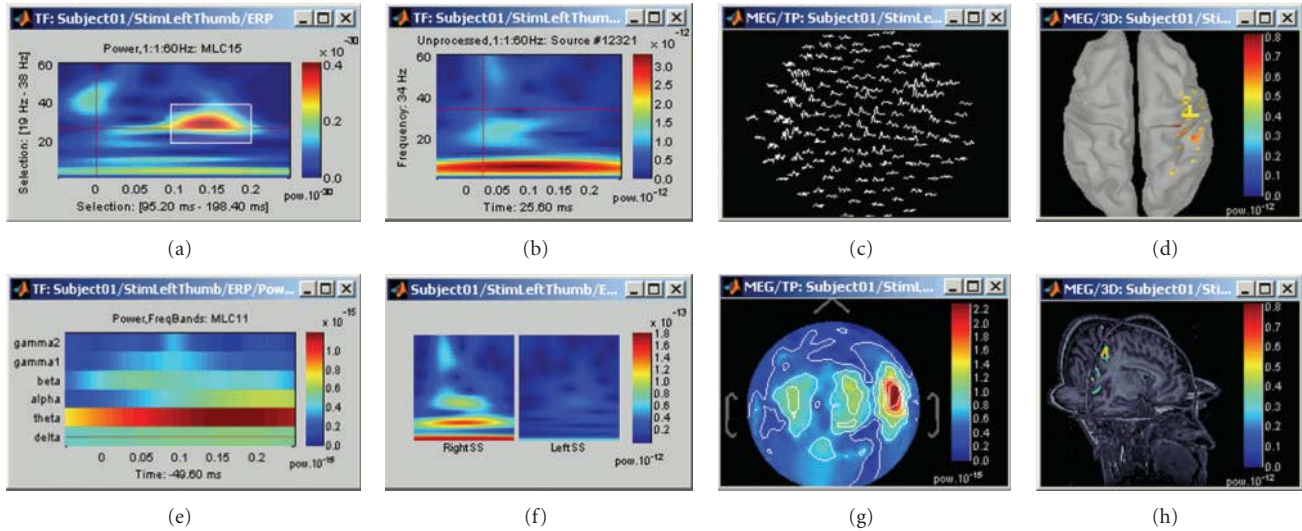 TF: Subject01/StimLeftThumb/ERP
Power,1:1:60Hz: MLC15
Selection: [19 Hz - 38 Hz]
60
40
20
0 0.05 0.1 0.15 0.2
Selection: [95.20 ms - 198.40 ms]
× 10 -30
0.4
0.3
0.2
0.1
0.0
pow.10-30
(a)
TF: Subject01/StimLeftThum...
Unprocessed,1:1:60Hz: Source #12321
Frequency: 34 Hz
60
40
20
0 0.05 0.1 0.15 0.2
Time: 25.60 ms
× 10 -12
3.0
2.5
2.0
1.5
1.0
0.5
0.0
pow.10-12
(b)
MEG/TP: Subject01/StimLe...
(c)
MEG/3D: Subject01/Sti...
0.8
0.7
0.6
0.5
0.4
0.3
0.2
0.1
0.0
pow.10-12
(d)
TF: Subject01/StimLeftThumb/ERP/Pow...
Power,FreqBands: MLC11
gamma2
gamma1
beta
alpha
theta
delta
0 0.05 0.1 0.15 0.2
Time: -49.60 ms
× 10 -15
1.0
0.8
0.6
0.4
0.2
0.0
pow.10-15
(e)
Subject01/StimLeftThumb/E...
RightSS LeftSS
× 10 -13
1.8
1.6
1.4
1.2
1.0
0.8
0.6
0.4
0.2
pow.10-12
(f)
MEG/TP: Subject01/StimL...
2.2
2.0
1.8
1.6
1.4
1.2
1.0
0.8
0.6
0.4
0.2
0.0
pow.10-12
(g)
MEG/3D: Subject01/Sti...
0.8
0.7
0.6
0.5
0.4
0.3
0.2
0.1
0.0
pow.10-12
(h)